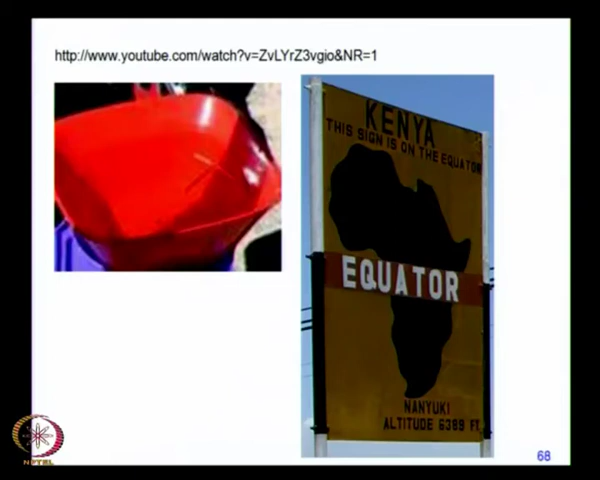 http://www.youtube.com/watch?v=ZvLYrZ3vgio&NR=1
KENYA
THIS SIGN IS ON THE EQUATOR
EQUATOR
NANYUKI
ALTITUDE 6389 FT.
NPTEL
68